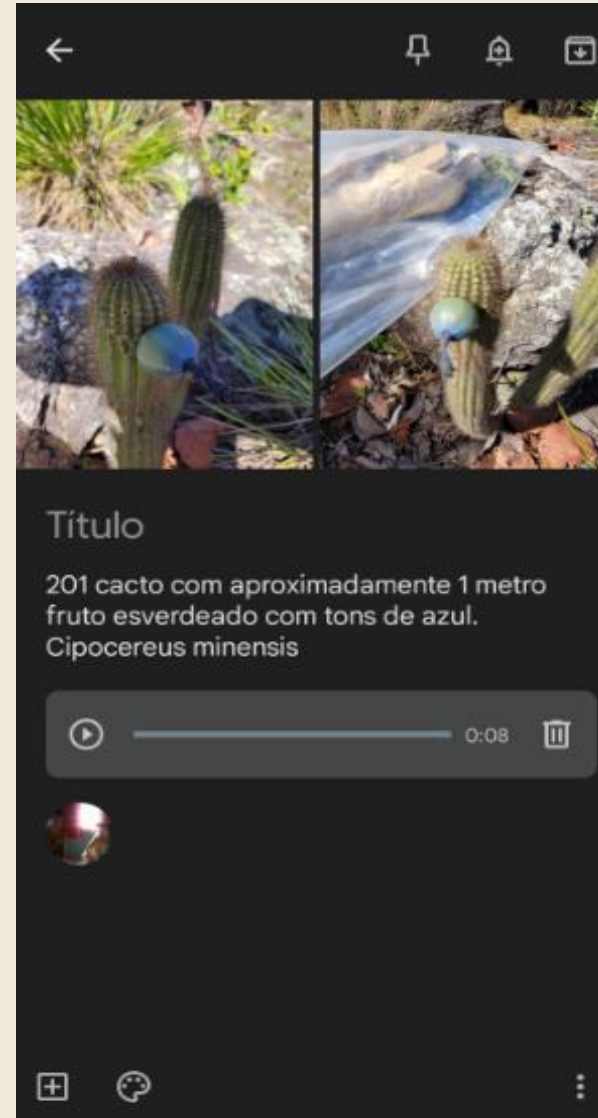 Título
201 cacto com aproximadamente 1 metro
fruto esverdeado com tons de azul.
Cipocereus minensis
0:08